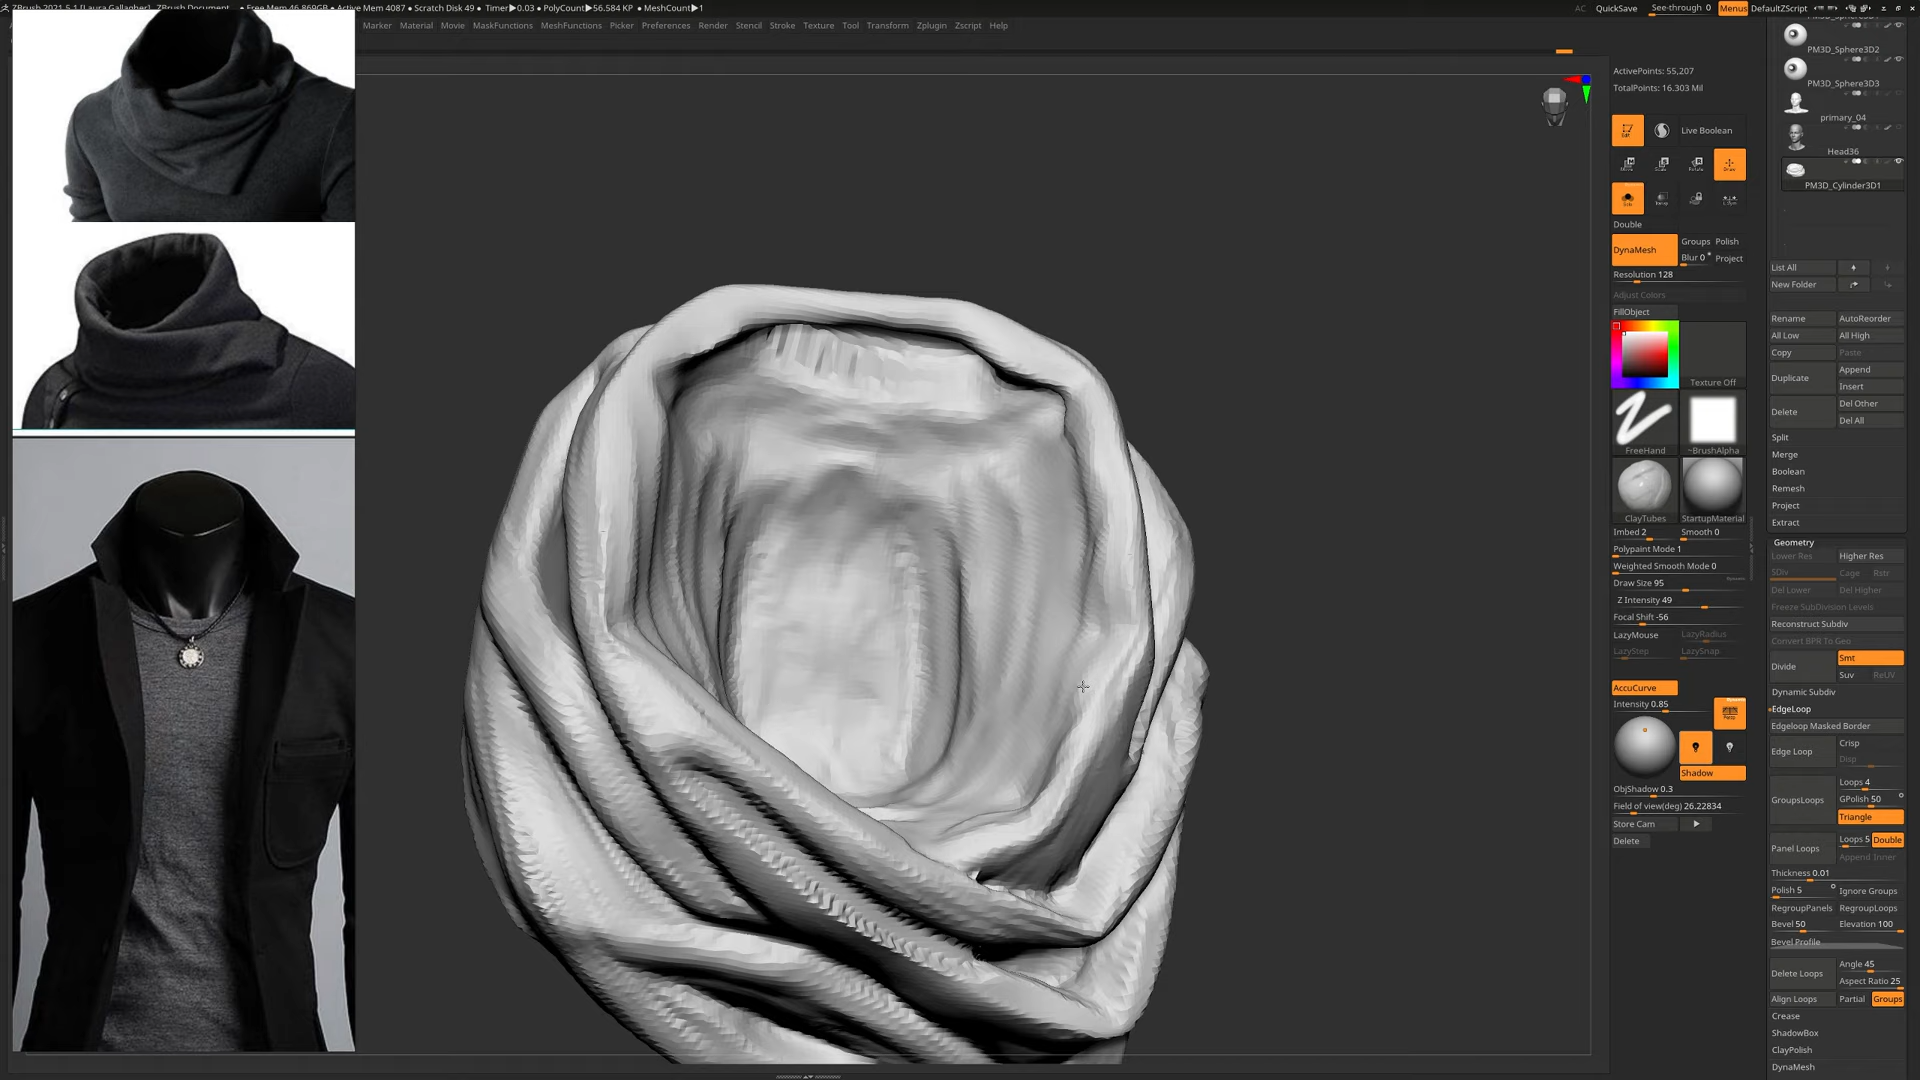 ZBrush 2021.5.1 [Laura Gallagher]   ZBrush Document   • Free Mem 46.869GB • Active Mem 4087 • Scratch Disk 49 • Timer▶0.03 • PolyCount▶56.584 KP • MeshCount▶1
AC QuickSave See-through 0 Menus DefaultZScript
Marker Material Movie MaskFunctions MeshFunctions Picker Preferences Render Stencil Stroke Texture Tool Transform Zplugin Zscript Help
ActivePoints: 55,207
TotalPoints: 16.303 Mil
Edit Live Boolean
Move Scale Rotate Draw
Double
DynaMesh Groups Polish
Blur 0 Project
Resolution 128
Adjust Colors
FillObject
Texture Off
FreeHand ~BrushAlpha
ClayTubes StartupMaterial
Imbed 2 Smooth 0
Polypaint Mode 1
Weighted Smooth Mode 0
Draw Size 95
Z Intensity 49
Focal Shift -56
LazyMouse LazyRadius
LazyStep LazySnap
AccuCurve
Intensity 0.85
Persp
Shadow
ObjShadow 0.3
Field of view(deg) 26.22834
Store Cam
Delete
PM3D_Sphere3D2
PM3D_Sphere3D3
primary_04
Head36
PM3D_Cylinder3D1
List All
New Folder
Rename AutoReorder
All Low All High
Copy Paste
Duplicate Append
Insert
Delete Del Other
Del All
Split
Merge
Boolean
Remesh
Project
Extract
Geometry
Lower Res Higher Res
SDiv Cage Rstr
Del Lower Del Higher
Freeze SubDivision Levels
Reconstruct Subdiv
Convert BPR To Geo
Divide Smt
Suv ReUV
Dynamic Subdiv
EdgeLoop
Edgeloop Masked Border
Edge Loop Crisp
Disp
GroupsLoops Loops 4
GPolish 50
Triangle
Panel Loops Loops 5 Double
Append Inner
Thickness 0.01
Polish 5 Ignore Groups
RegroupPanels RegroupLoops
Bevel 50 Elevation 100
Bevel Profile
Delete Loops Angle 45
Aspect Ratio 25
Align Loops Partial Groups
Crease
ShadowBox
ClayPolish
DynaMesh